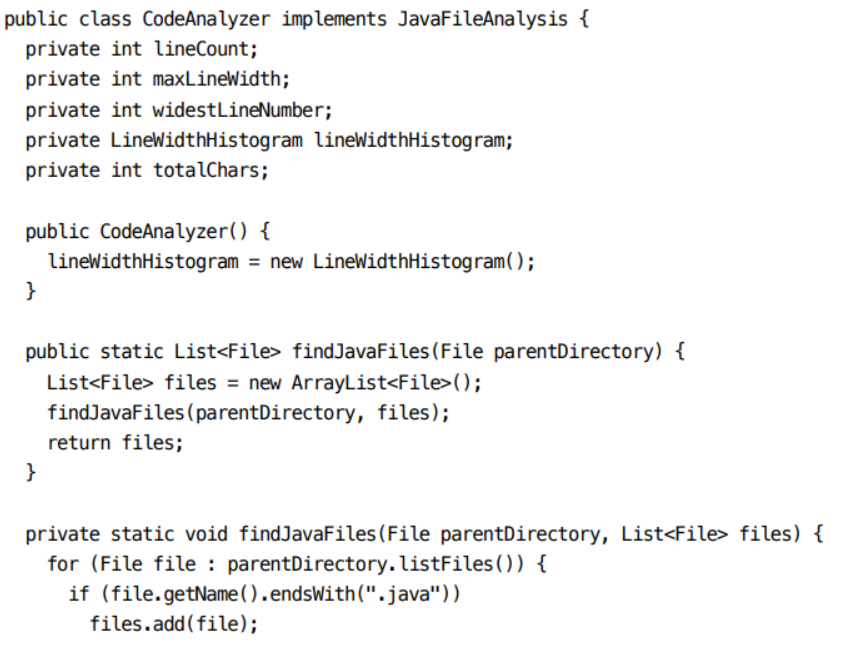 public class CodeAnalyzer implements JavaFileAnalysis {
private int lineCount;
private int maxLineWidth;
private int widestLineNumber;
private LineWidthHistogram lineWidthHistogram;
private int totalChars;
public CodeAnalyzer() {
lineWidthHistogram = new LineWidthHistogram();
}
public static List<File> findJavaFiles(File parentDirectory) {
List<File> files = new ArrayList<File>();
findJavaFiles(parentDirectory, files);
return files;
}
private static void findJavaFiles(File parentDirectory, List<File> files) {
for (File file : parentDirectory.listFiles()) {
if (file.getName().endsWith(".java"))
files.add(file);